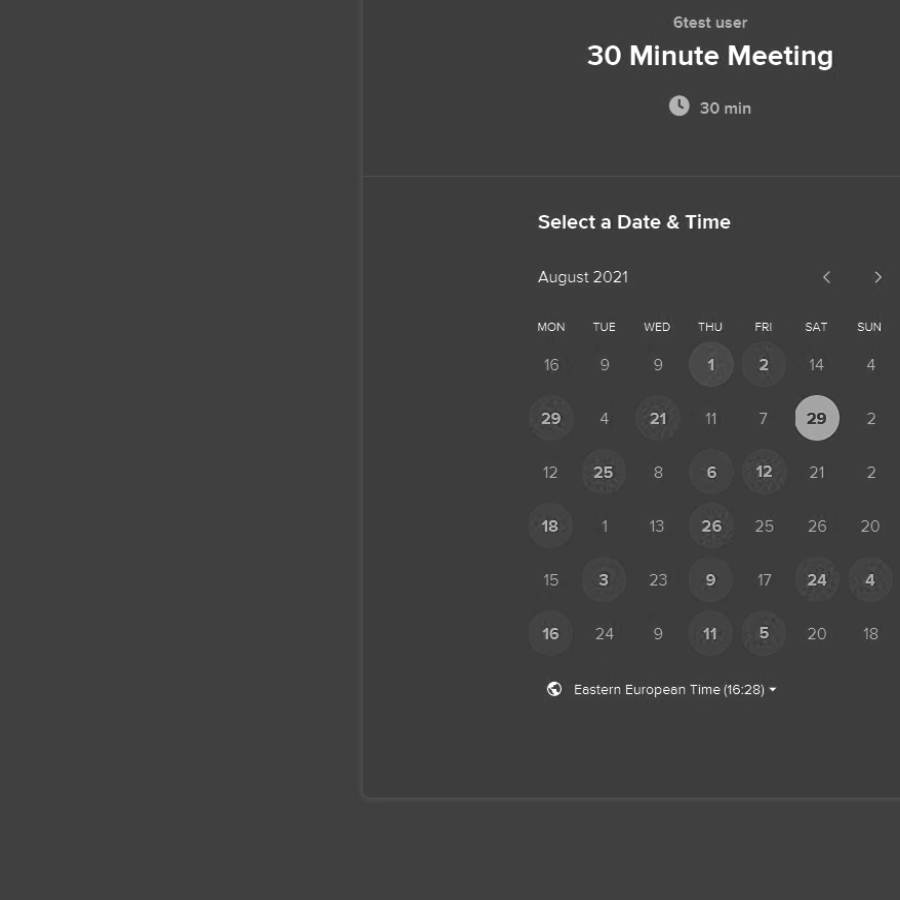 6test user
30 Minute Meeting
30 min
Select a Date & Time
August 2021
MON TUE WED THU FRI SAT SUN
16 9 9 1 2 14 4
29 4 21 11 7 29 2
12 25 8 6 12 21 2
18 1 13 26 25 26 20
15 3 23 9 17 24 4
16 24 9 11 5 20 18
Eastern European Time (16:28)